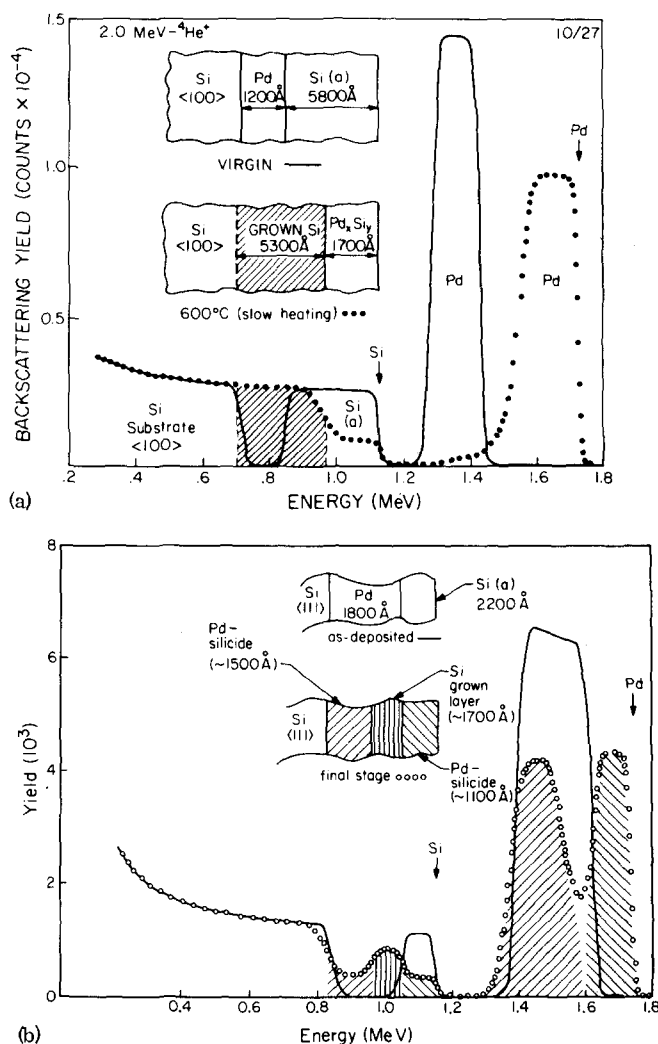 1.5
2.0 MeV-⁴He⁺
10/27
Si
<100>
Pd
1200Å
Si (a)
5800Å
VIRGIN
Si
<100>
GROWN Si
5300Å
PdₓSiᵧ
1700Å
600°C (slow heating)
Pd
1.0
0.5
Pd
Pd
Si
Si
Substrate
<100>
Si
(a)
BACKSCATTERING YIELD (COUNTS × 10⁻⁴)
.2 .4 .6 .8 1.0 1.2 1.4 1.6 1.8
ENERGY (MeV)
(a)
8
6
4
2
0
Yield (10³)
Si
⟨111⟩
Pd
1800Å
Si (a)
2200Å
as-deposited
Pd-
silicide
(~1500Å)
Si
grown
layer
(~1700Å)
Si
⟨111⟩
final stage
Pd-
silicide
(~1100Å)
Pd
Si
0.4 0.6 0.8 1.0 1.2 1.4 1.6 1.8
Energy (MeV)
(b)